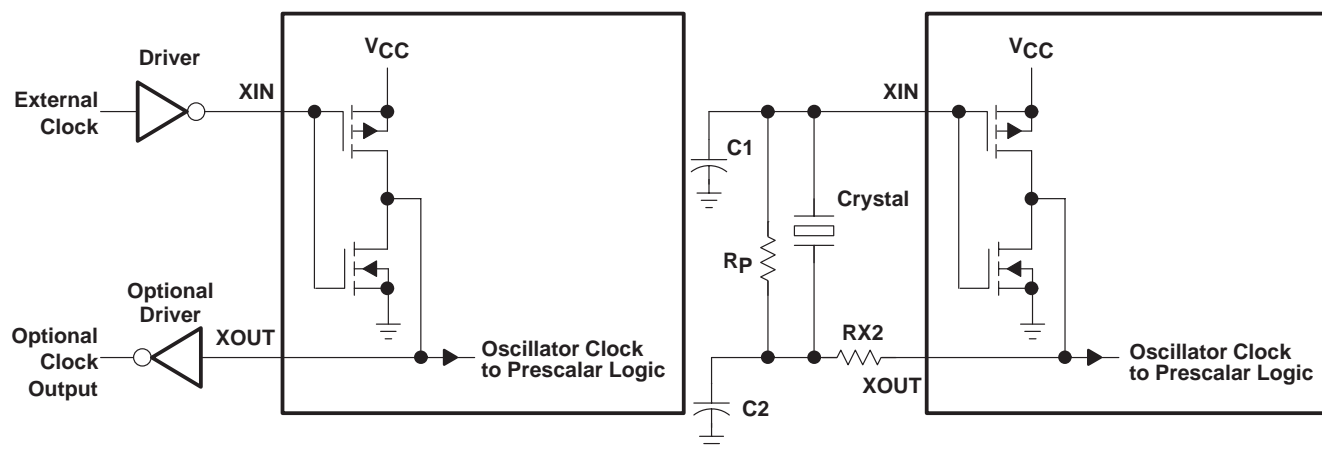 VCC
Driver
XIN
External
Clock
Optional
Driver
XOUT
Optional
Clock
Output
Oscillator Clock
to Prescalar Logic
VCC
XIN
C1
Crystal
RP
RX2
XOUT
C2
Oscillator Clock
to Prescalar Logic